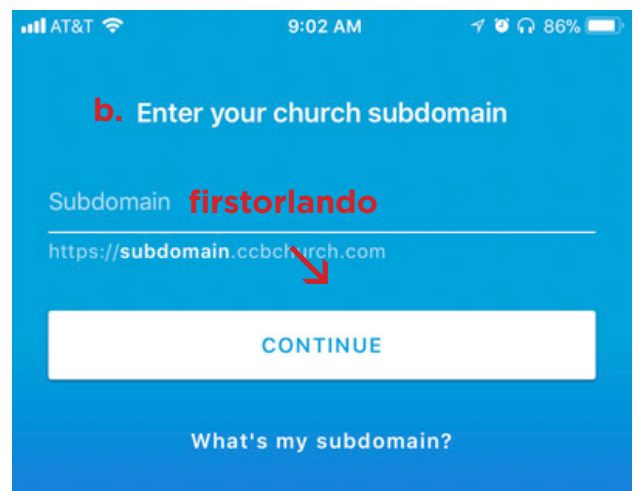 AT&T 9:02 AM 86%
b. Enter your church subdomain
Subdomain firstorlando
https://subdomain.ccbchurch.com
CONTINUE
What's my subdomain?